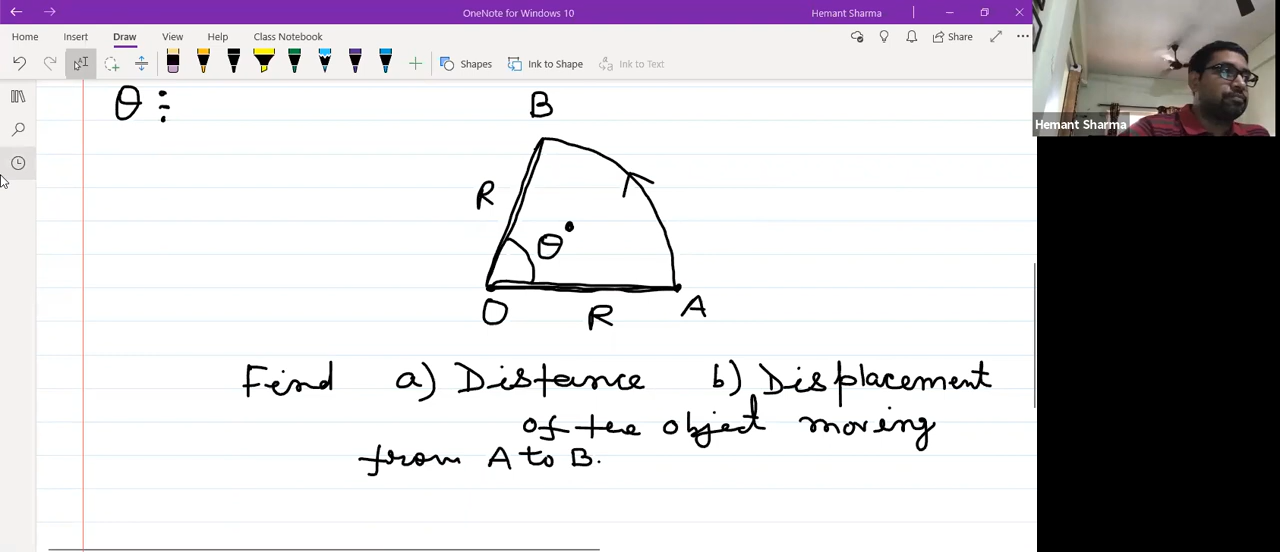 OneNote for Windows 10
Hemant Sharma
Home Insert Draw View Help Class Notebook
Share
Shapes Ink to Shape Ink to Text
Hemant Sharma
θ :
B
R
θ°
O R A
Find a) Distance b) Displacement
of the object moving
from A to B.